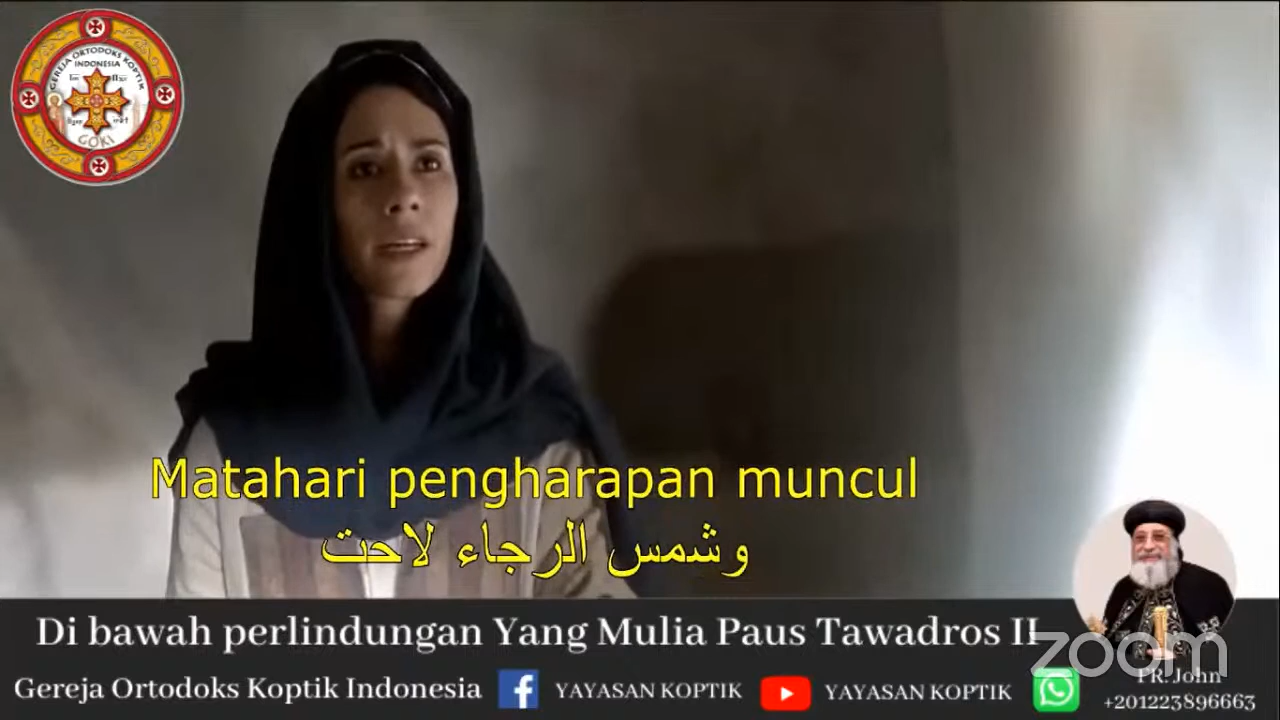 GEREJA ORTODOKS KOPTIK
INDONESIA
GOKI
Matahari pengharapan muncul
وشمس الرجاء لاحت
Di bawah perlindungan Yang Mulia Paus Tawadros II
zoom
Gereja Ortodoks Koptik Indonesia
YAYASAN KOPTIK
YAYASAN KOPTIK
FR. John
+201223896663